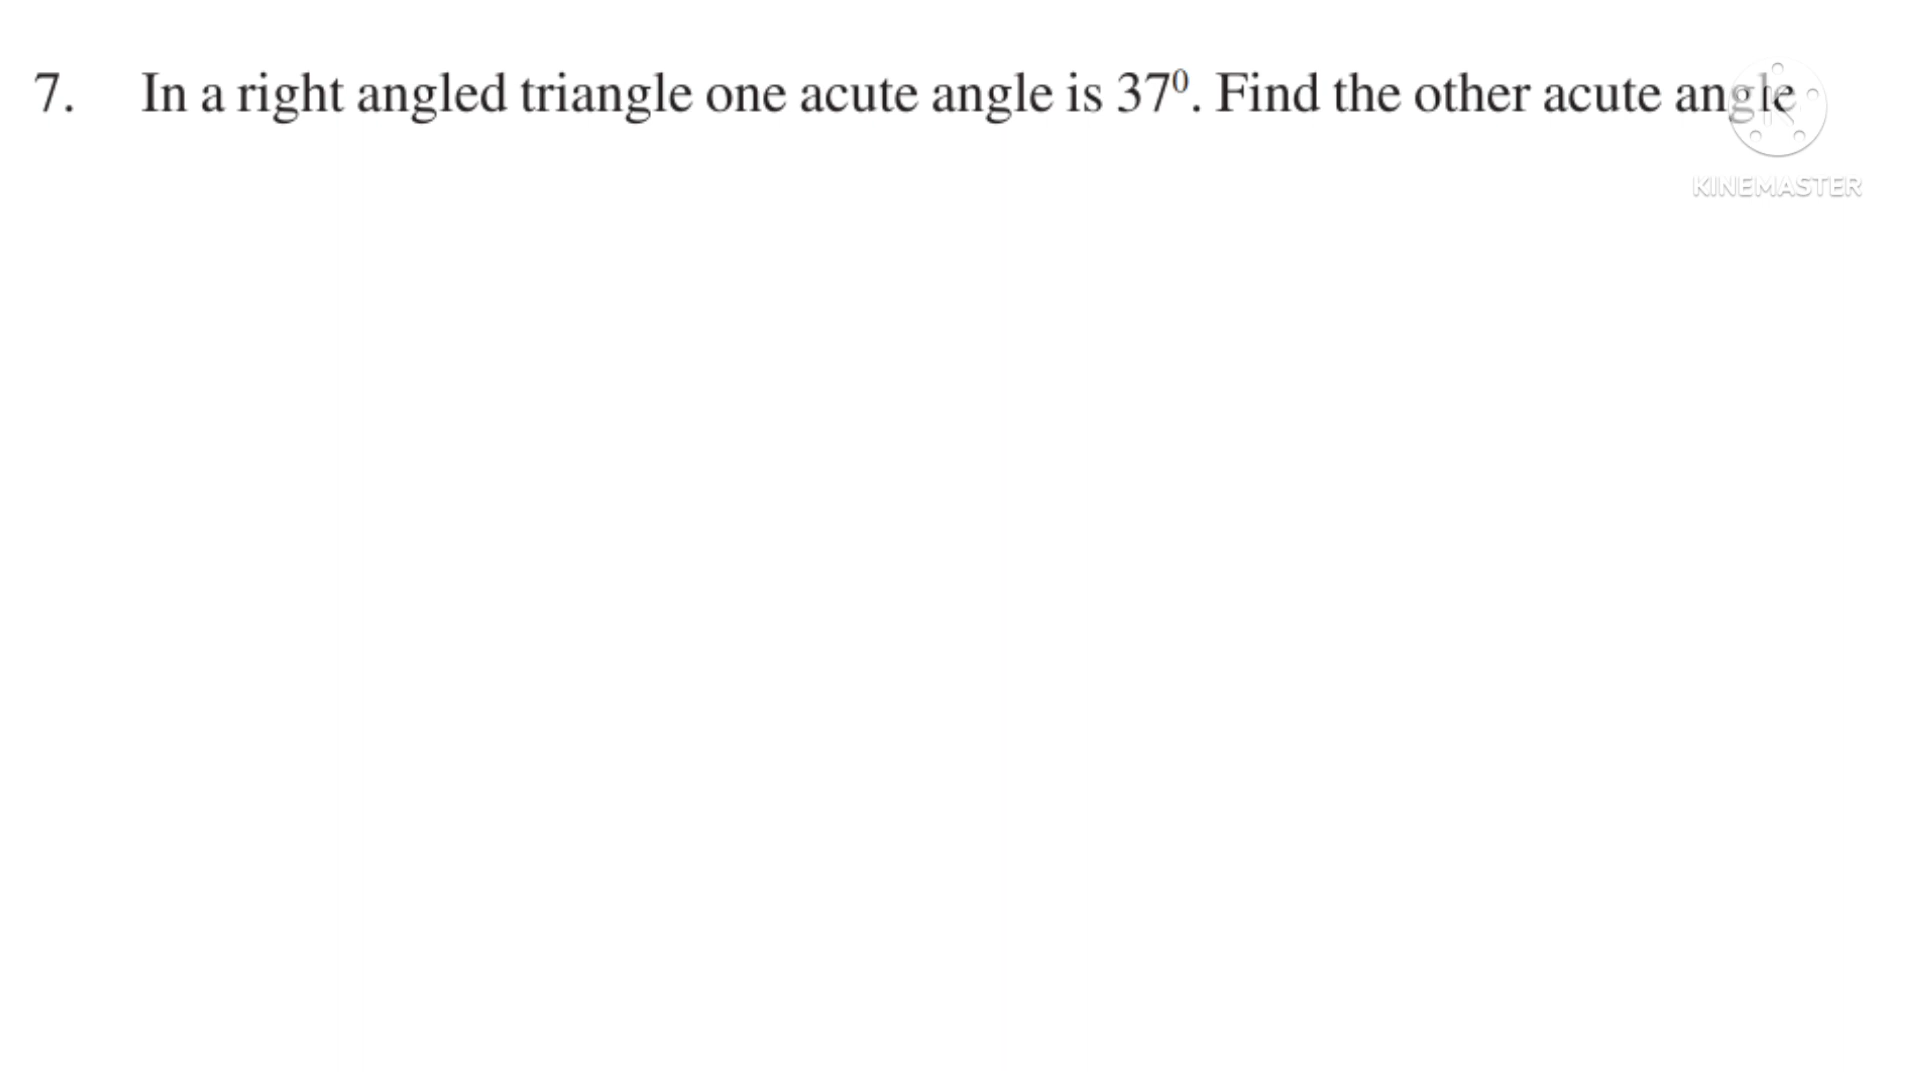 7. In a right angled triangle one acute angle is 37⁰. Find the other acute angle
KINEMASTER